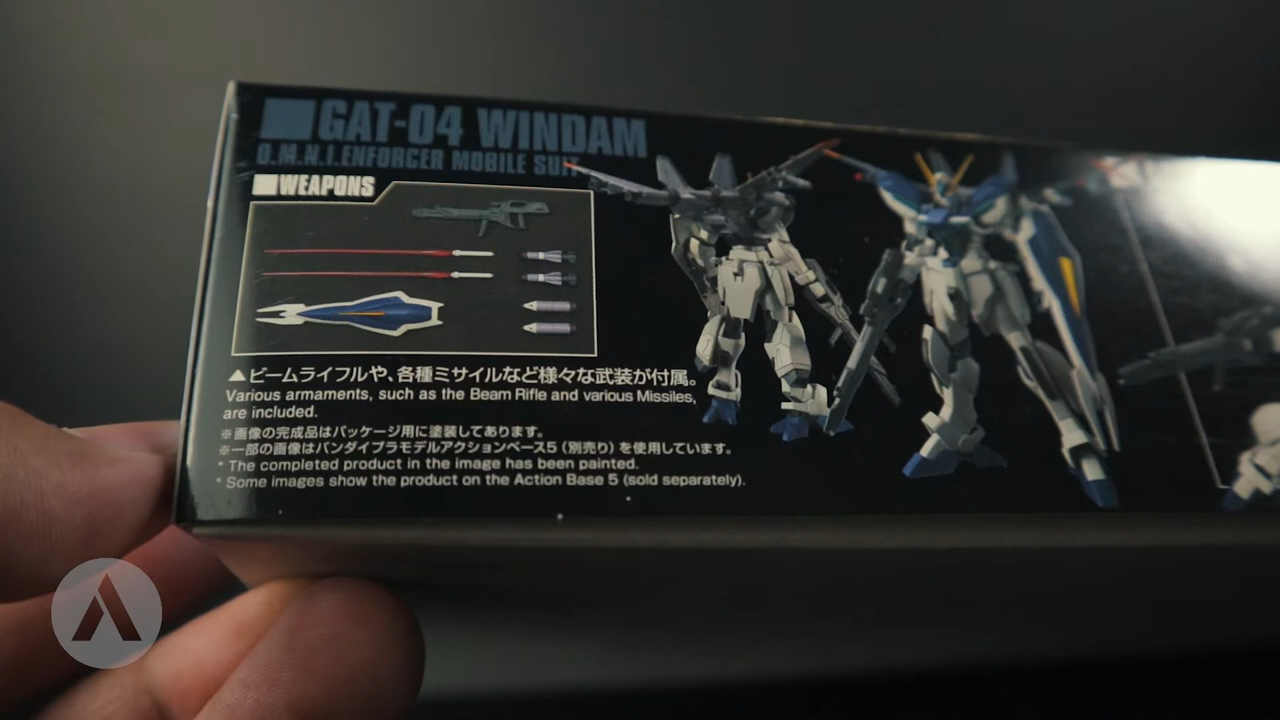 GAT-04 WINDAM
O.M.N.I.ENFORCER MOBILE SUIT
WEAPONS
▲ビームライフルや、各種ミサイルなど様々な武装が付属。
Various armaments, such as the Beam Rifle and various Missiles,
are included.
※画像の完成品はパッケージ用に塗装してあります。
※一部の画像はバンダイプラモデルアクションベース5（別売り）を使用しています。
* The completed product in the image has been painted.
* Some images show the product on the Action Base 5 (sold separately).